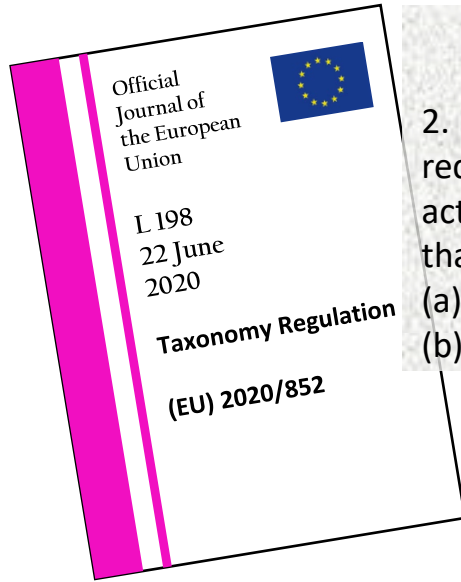 Official
Journal of
the European
Union
L 198
22 June
2020
Taxonomy Regulation
(EU) 2020/852
2.
(a)
(b)